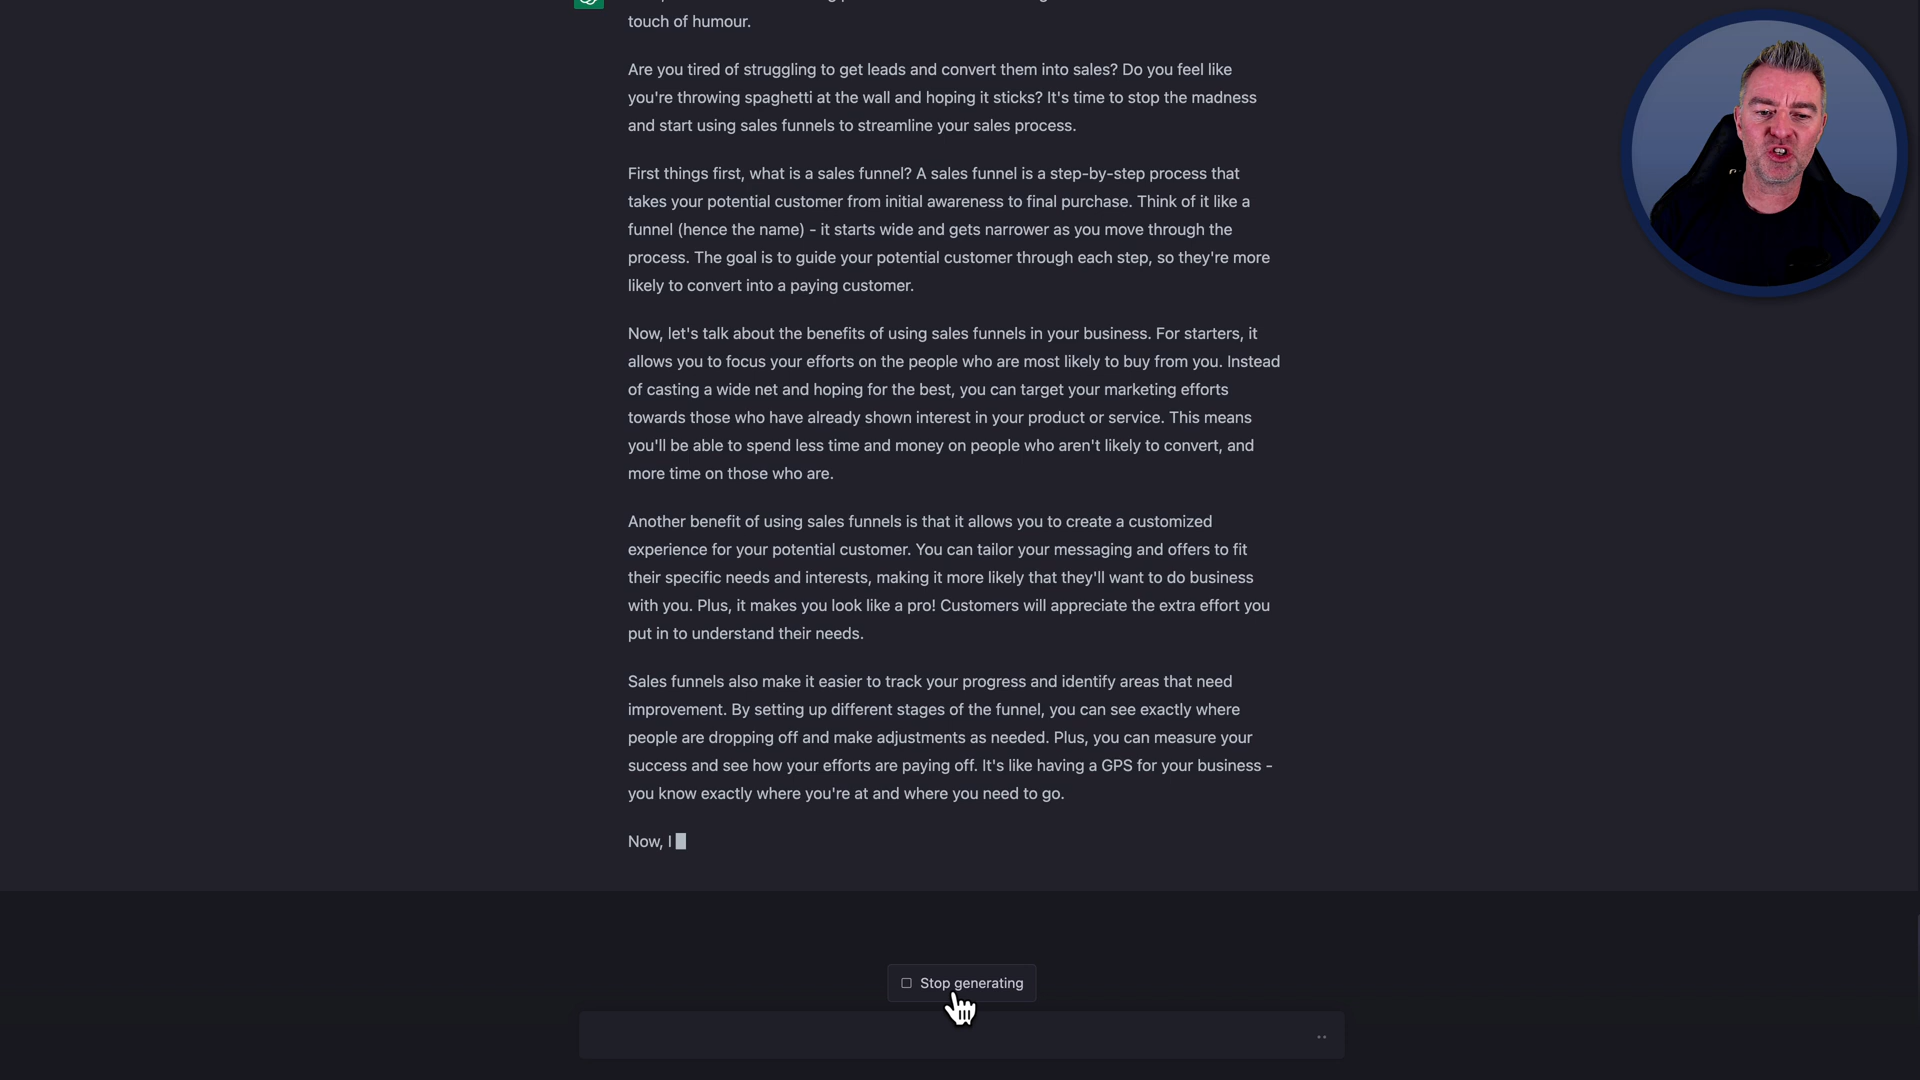 touch of humour.
Are you tired of struggling to get leads and convert them into sales? Do you feel like
you're throwing spaghetti at the wall and hoping it sticks? It's time to stop the madness
and start using sales funnels to streamline your sales process.
First things first, what is a sales funnel? A sales funnel is a step-by-step process that
takes your potential customer from initial awareness to final purchase. Think of it like a
funnel (hence the name) - it starts wide and gets narrower as you move through the
process. The goal is to guide your potential customer through each step, so they're more
likely to convert into a paying customer.
Now, let's talk about the benefits of using sales funnels in your business. For starters, it
allows you to focus your efforts on the people who are most likely to buy from you. Instead
of casting a wide net and hoping for the best, you can target your marketing efforts
towards those who have already shown interest in your product or service. This means
you'll be able to spend less time and money on people who aren't likely to convert, and
more time on those who are.
Another benefit of using sales funnels is that it allows you to create a customized
experience for your potential customer. You can tailor your messaging and offers to fit
their specific needs and interests, making it more likely that they'll want to do business
with you. Plus, it makes you look like a pro! Customers will appreciate the extra effort you
put in to understand their needs.
Sales funnels also make it easier to track your progress and identify areas that need
improvement. By setting up different stages of the funnel, you can see exactly where
people are dropping off and make adjustments as needed. Plus, you can measure your
success and see how your efforts are paying off. It's like having a GPS for your business -
you know exactly where you're at and where you need to go.
Now, I
Stop generating